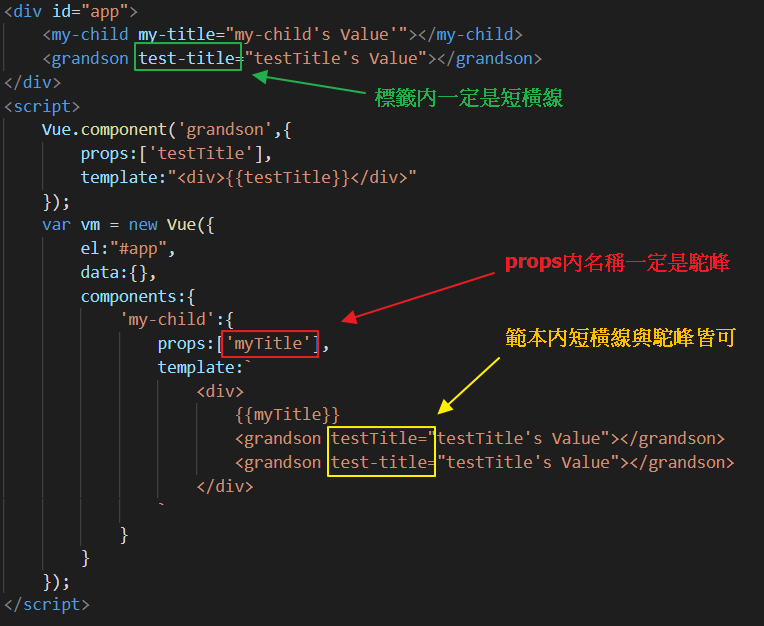 <div id="app">
<my-child my-title="my-child's Value'"></my-child>
<grandson test-title="testTitle's Value"></grandson>
</div>
標籤内一定是短橫線
<script>
Vue.component('grandson',{
props:['testTitle'],
template:"<div>{{testTitle}}</div>"
});
var vm = new Vue({
el:"#app",
props内名稱一定是駝峰
data:{},
components:{
'my-child':{
範本内短橫線與駝峰皆可
props:['myTitle'],
template:`
<div>
{{myTitle}}
<grandson testTitle="testTitle's Value"></grandson>
<grandson test-title="testTitle's Value"></grandson>
</div>
`
}
}
});
</script>